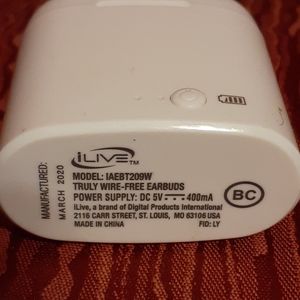 iLIVE™
MODEL: IAEBT209W
TRULY WIRE-FREE EARBUDS
POWER SUPPLY: DC 5V ⎓ 400mA
iLive, a brand of Digital Products International
2116 CARR STREET, ST. LOUIS, MO 63106 USA
MADE IN CHINA
FID: LY
MANUFACTURED:
MARCH 2020
BC